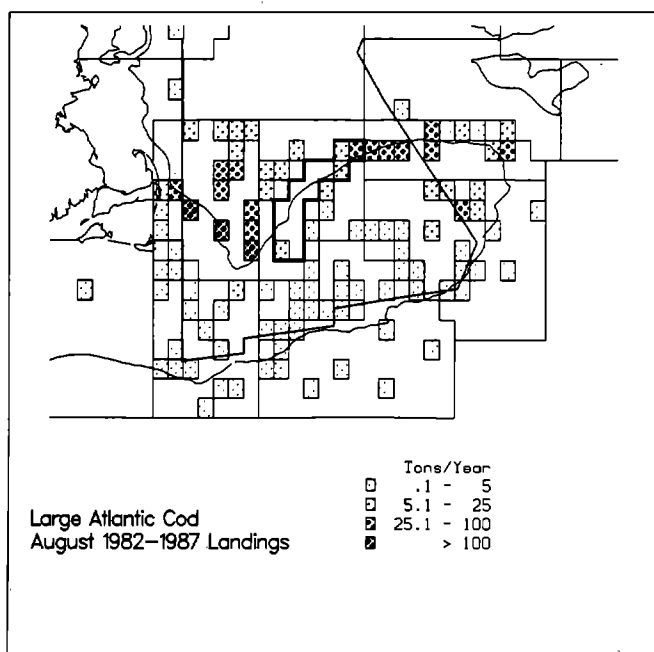 Tons/Year
.1 - 5
5.1 - 25
25.1 - 100
> 100
Large Atlantic Cod
August 1982-1987 Landings